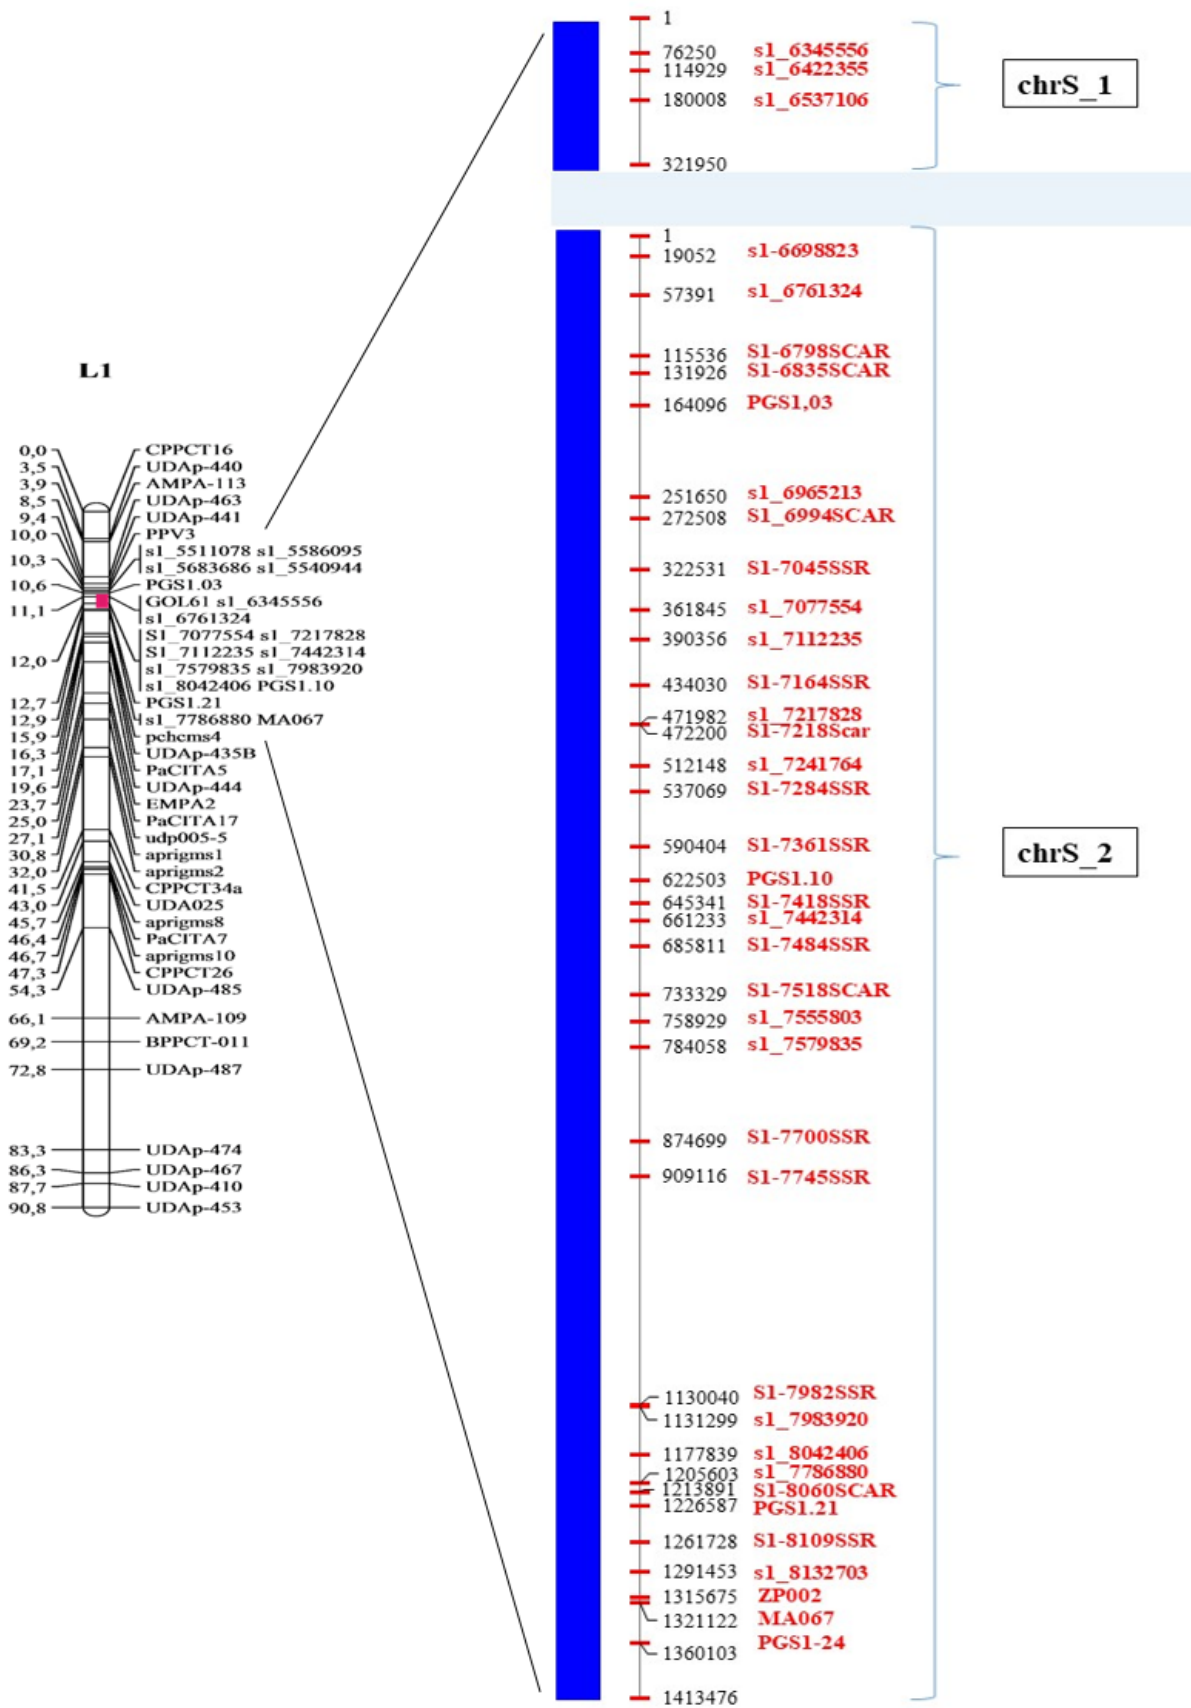 L1
0,0 CPPCT16
3,5 UDAp-440
3,9 AMPA-113
8,5 UDAp-463
9,4 UDAp-441
10,0 PPV3
10,3 s1_5511078 s1_5586095
s1_5683686 s1_5540944
10,6 PGS1.03
11,1 GOL61 s1_6345556
s1_6761324
12,0 S1_7077554 s1_7217828
S1_7112235 s1_7442314
s1_7579835 s1_7983920
s1_8042406 PGS1.10
12,7 PGS1.21
12,9 s1_7786880 MA067
15,9 pchcms4
16,3 UDAp-435B
17,1 PaCITA5
19,6 UDAp-444
23,7 EMPA2
25,0 PaCITA17
27,1 udp005-5
30,8 aprigms1
32,0 aprigms2
41,5 CPPCT34a
43,0 UDA025
45,7 aprigms8
46,4 PaCITA7
46,7 aprigms10
47,3 CPPCT26
54,3 UDAp-485
66,1 AMPA-109
69,2 BPPCT-011
72,8 UDAp-487
83,3 UDAp-474
86,3 UDAp-467
87,7 UDAp-410
90,8 UDAp-453
1
76250 s1_6345556
114929 s1_6422355
180008 s1_6537106
321950
chrS_1
1
19052 s1-6698823
57391 s1_6761324
115536 S1-6798SCAR
131926 S1-6835SCAR
164096 PGS1,03
251650 s1_6965213
272508 S1_6994SCAR
322531 S1-7045SSR
361845 s1_7077554
390356 s1_7112235
434030 S1-7164SSR
471982 s1_7217828
472200 S1-7218Scar
512148 s1_7241764
537069 S1-7284SSR
590404 S1-7361SSR
622503 PGS1.10
645341 S1-7418SSR
661233 s1_7442314
685811 S1-7484SSR
733329 S1-7518SCAR
758929 s1_7555803
784058 s1_7579835
874699 S1-7700SSR
909116 S1-7745SSR
1130040 S1-7982SSR
1131299 s1_7983920
1177839 s1_8042406
1205603 s1_7786880
1213891 S1-8060SCAR
1226587 PGS1.21
1261728 S1-8109SSR
1291453 s1_8132703
1315675 ZP002
1321122 MA067
1360103 PGS1-24
1413476
chrS_2